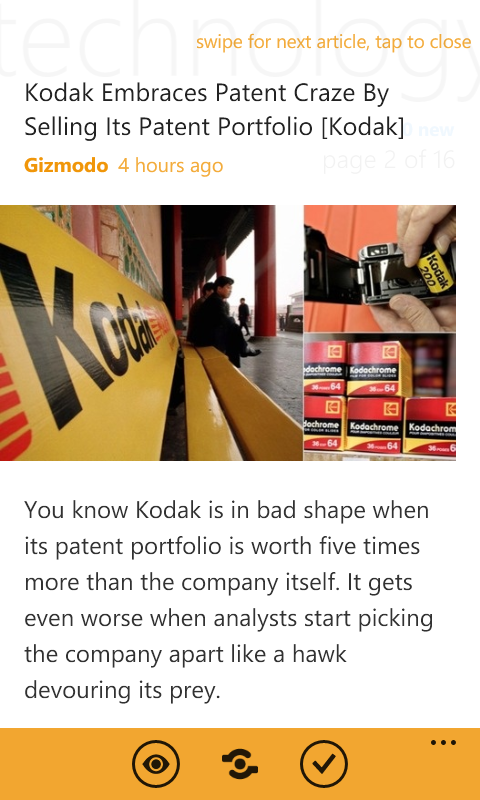 technology
swipe for next article, tap to close
Kodak Embraces Patent Craze By
Selling Its Patent Portfolio [Kodak]
new
Gizmodo 4 hours ago
page 2 of 16
Kodak
Kodak
200
Kodachrome
36 64
Kodachrome
36 64
Kodachrome
36 64
You know Kodak is in bad shape when
its patent portfolio is worth five times
more than the company itself. It gets
even worse when analysts start picking
the company apart like a hawk
devouring its prey.